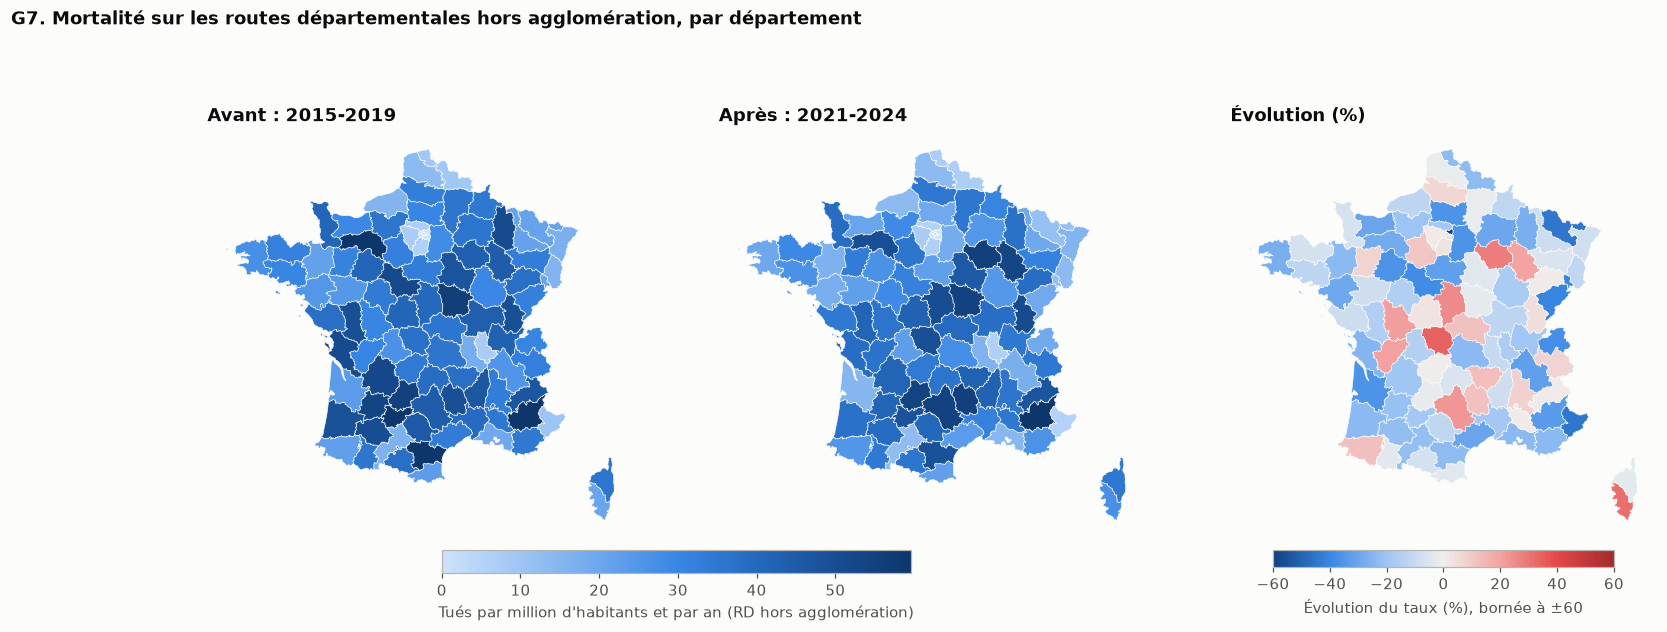 G7. Mortalité sur les routes départementales hors agglomération, par département
Avant : 2015-2019
Après : 2021-2024
Évolution (%)
0 10 20 30 40 50
Tués par million d'habitants et par an (RD hors agglomération)
−60 −40 −20 0 20 40 60
Évolution du taux (%), bornée à ±60